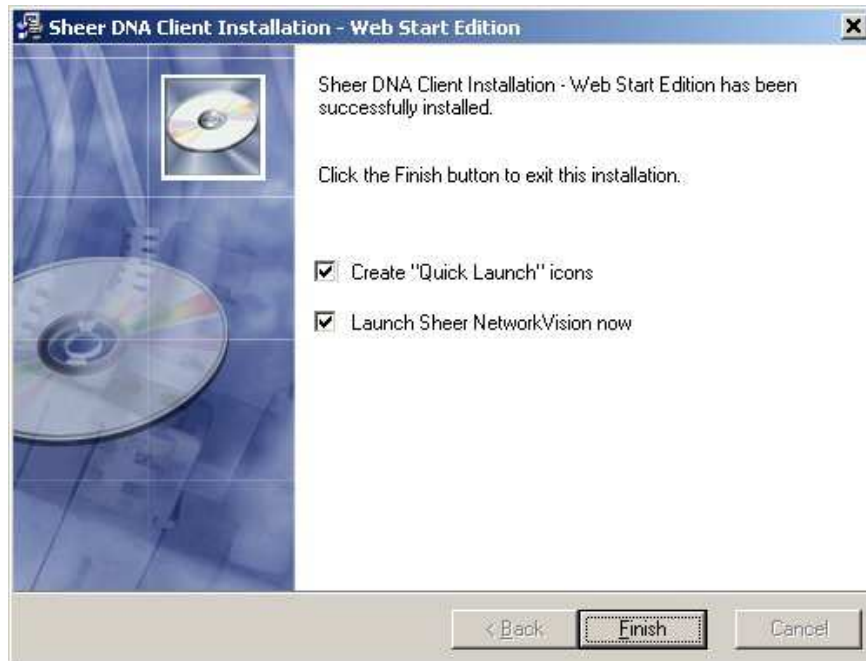 Sheer DNA Client Installation - Web Start Edition
Sheer DNA Client Installation - Web Start Edition has been
successfully installed.
Click the Finish button to exit this installation.
Create "Quick Launch" icons
Launch Sheer NetworkVision now
< Back
Finish
Cancel